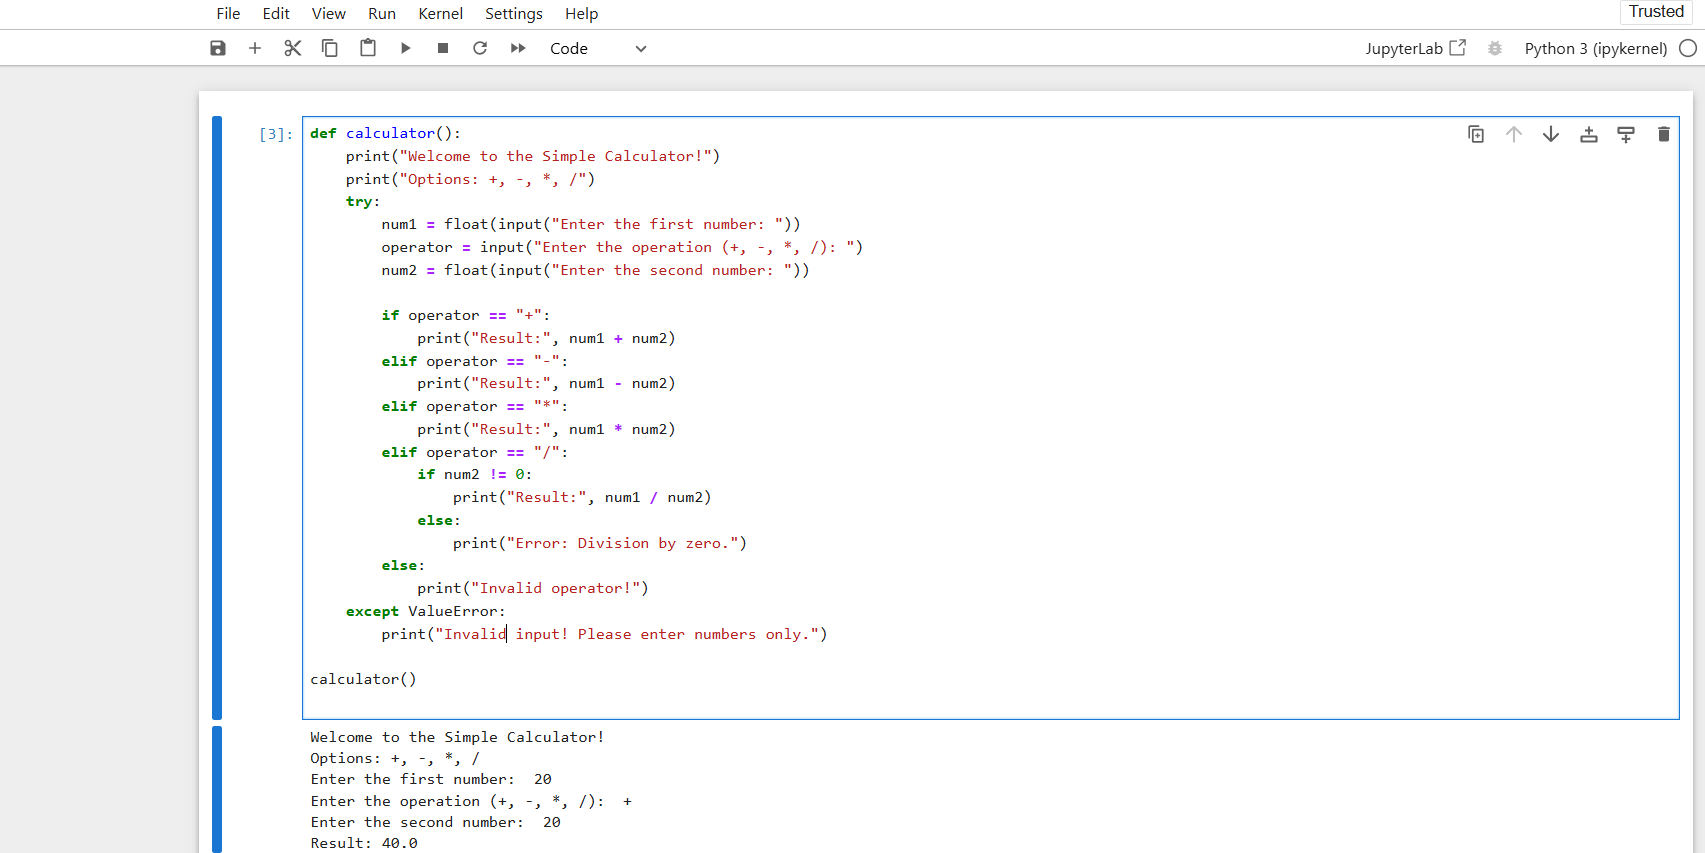 File Edit View Run Kernel Settings Help
Trusted
Code
JupyterLab
Python 3 (ipykernel)
[3]:
def calculator():
    print("Welcome to the Simple Calculator!")
    print("Options: +, -, *, /")
    try:
        num1 = float(input("Enter the first number: "))
        operator = input("Enter the operation (+, -, *, /): ")
        num2 = float(input("Enter the second number: "))

        if operator == "+":
            print("Result:", num1 + num2)
        elif operator == "-":
            print("Result:", num1 - num2)
        elif operator == "*":
            print("Result:", num1 * num2)
        elif operator == "/":
            if num2 != 0:
                print("Result:", num1 / num2)
            else:
                print("Error: Division by zero.")
        else:
            print("Invalid operator!")
    except ValueError:
        print("Invalid input! Please enter numbers only.")

calculator()
Welcome to the Simple Calculator!
Options: +, -, *, /
Enter the first number:  20
Enter the operation (+, -, *, /):  +
Enter the second number:  20
Result: 40.0